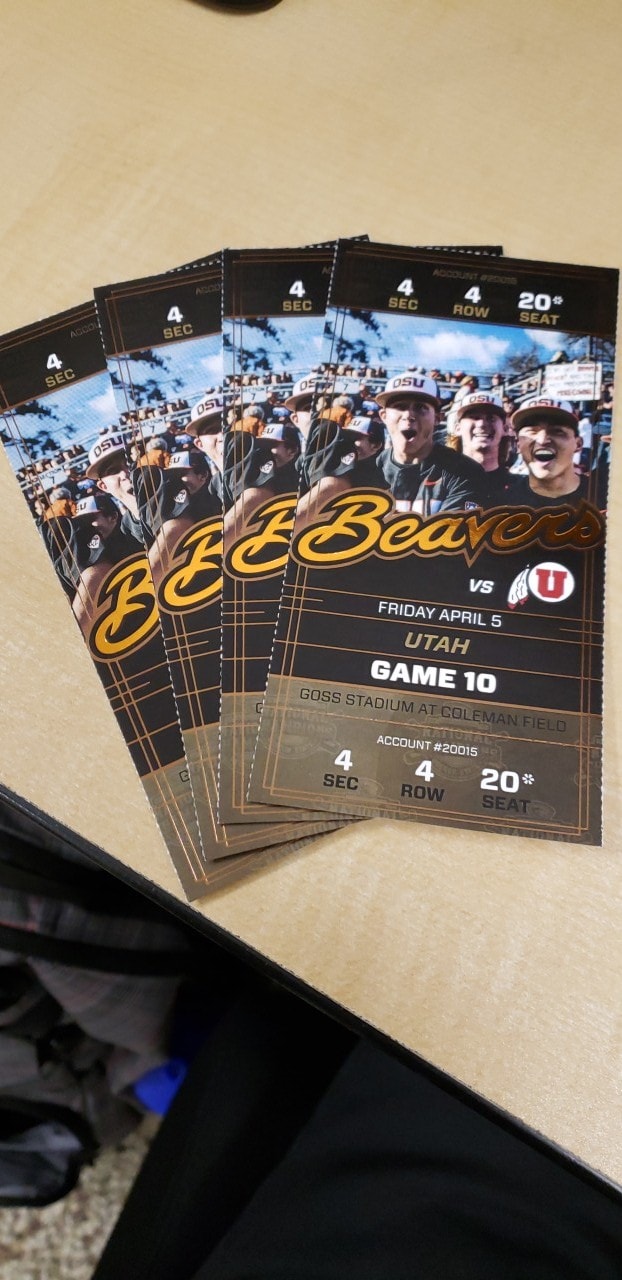 4
SEC
4
SEC
4
SEC
ACCOUNT #20015
4 4 20*
SEC ROW SEAT
OSU
OSU
Beavers
vs U
FRIDAY APRIL 5
UTAH
GAME 10
GOSS STADIUM AT COLEMAN FIELD
ACCOUNT #20015
4 4 20*
SEC ROW SEAT